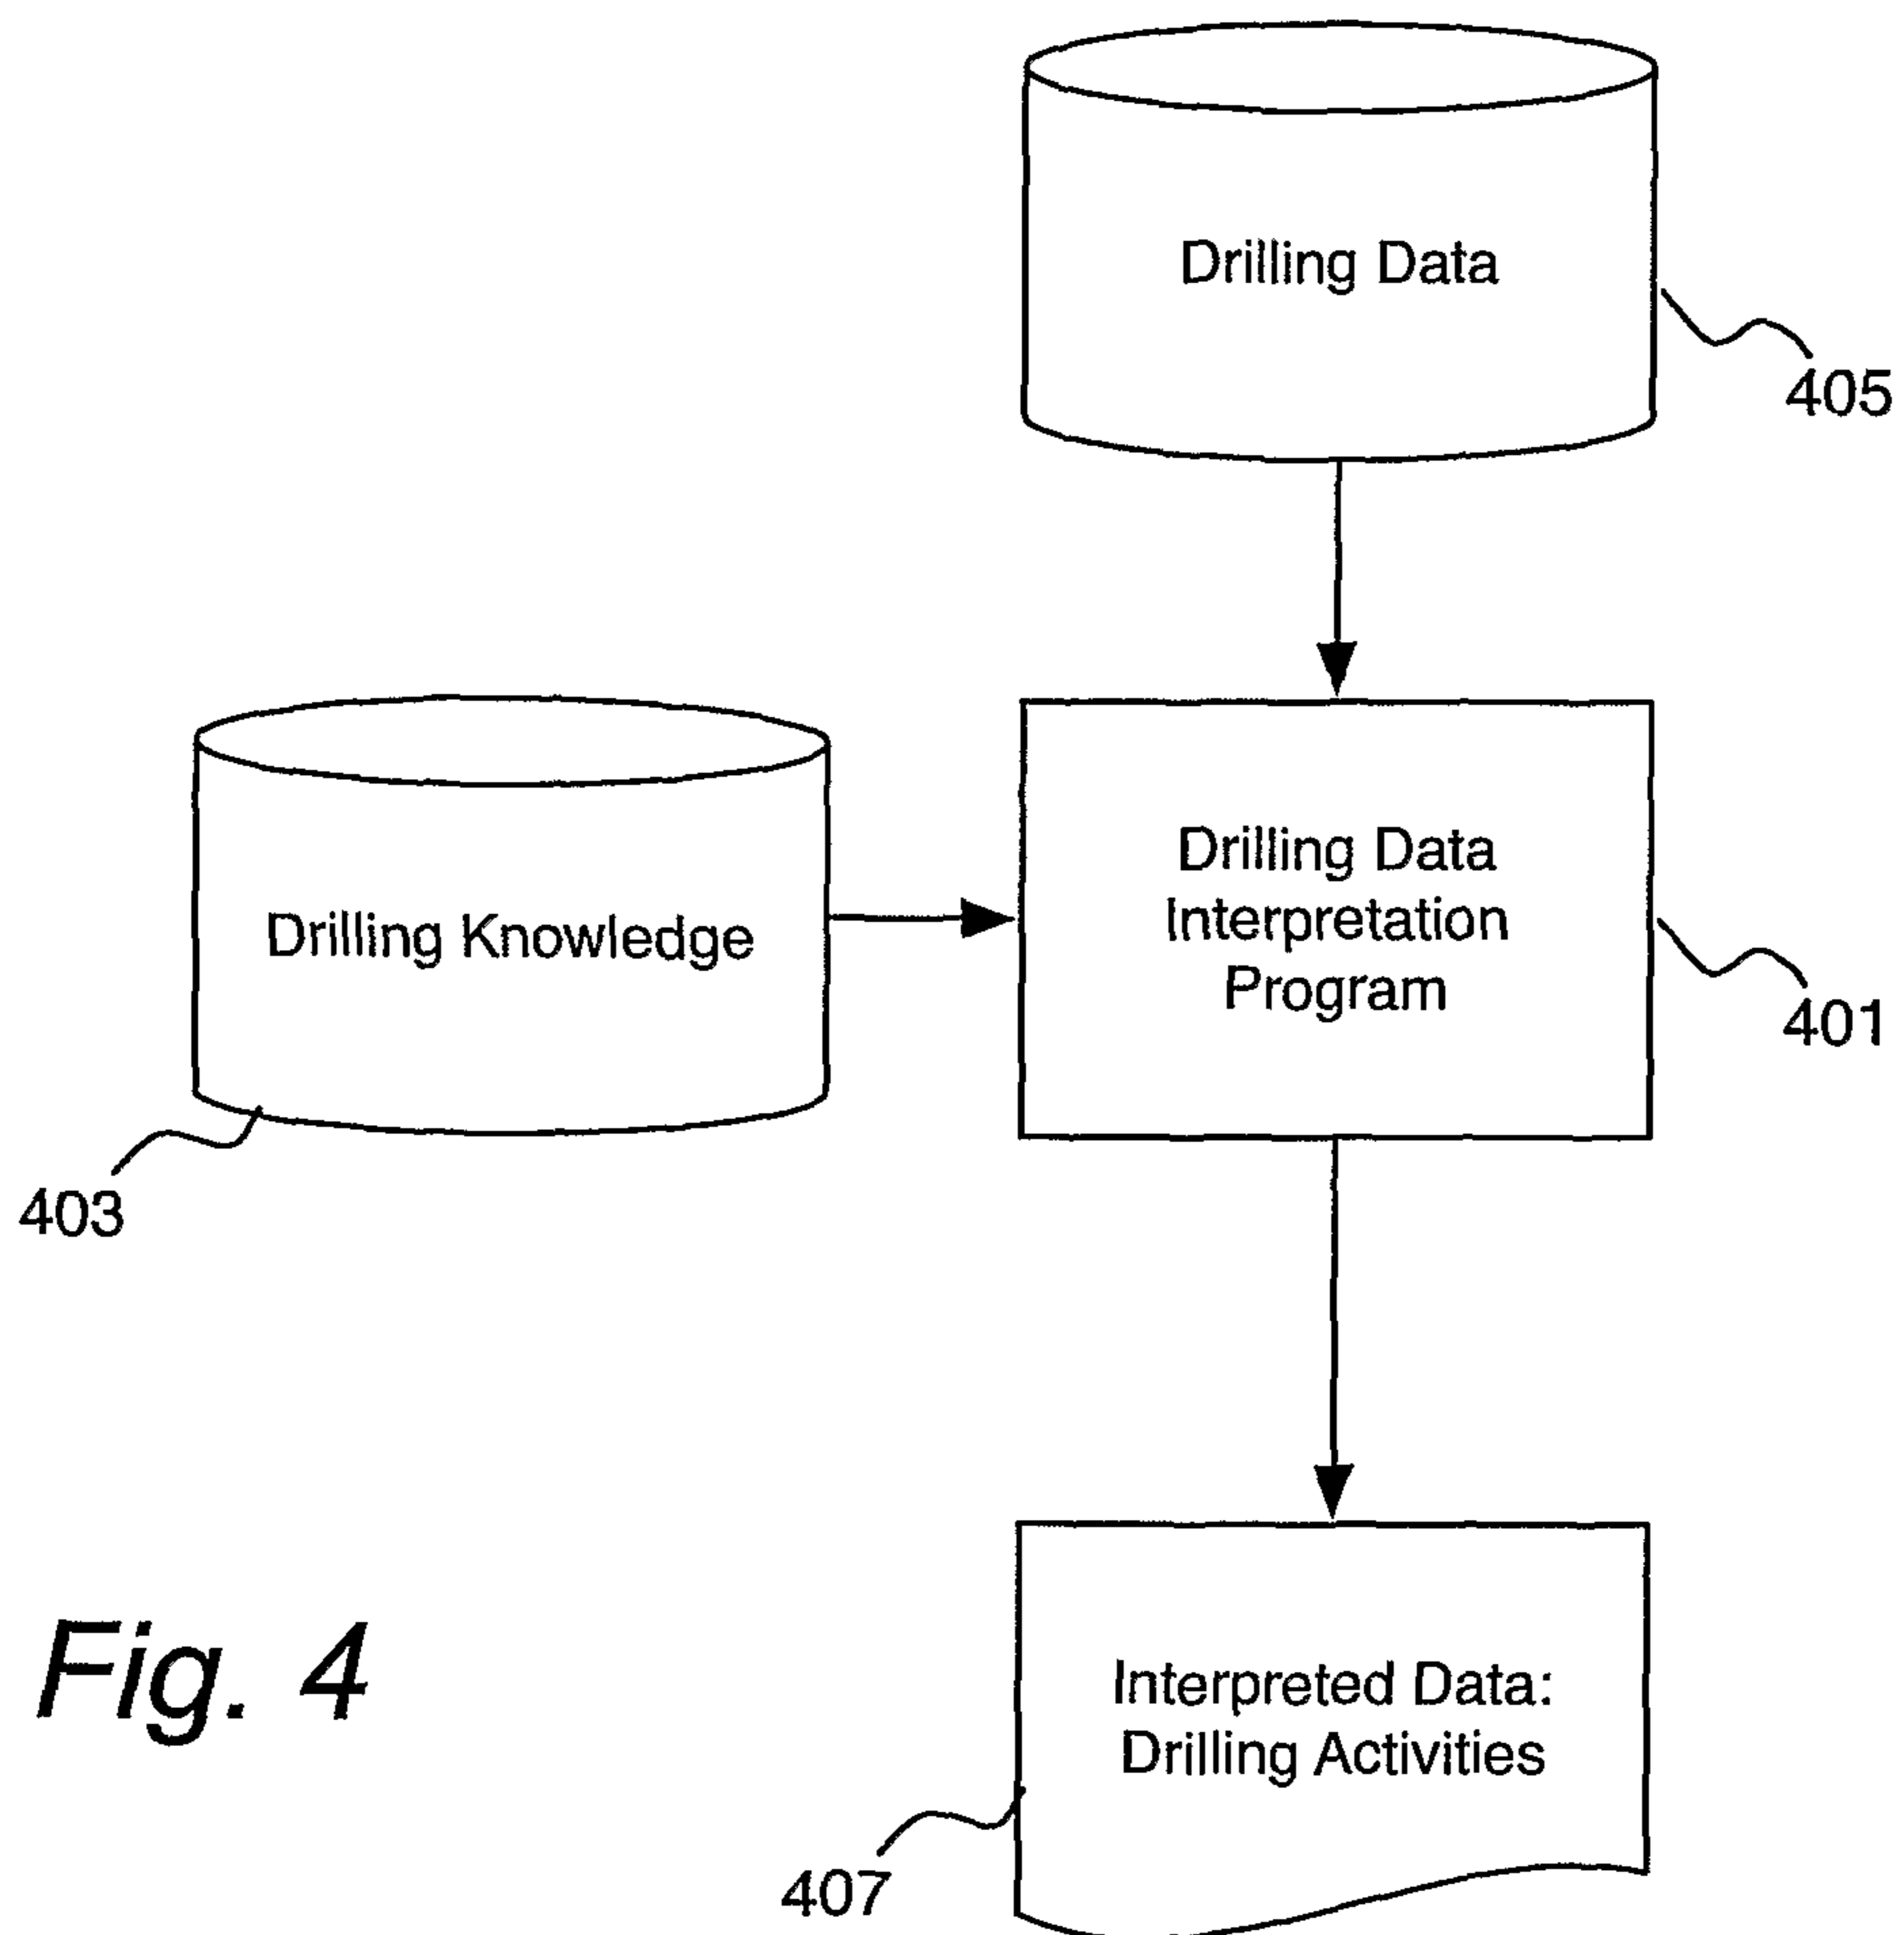 Drilling Data
405
Drilling Data
Interpretation
Program
401
Drilling Knowledge
403
Interpreted Data:
Drilling Activities
407
Fig. 4